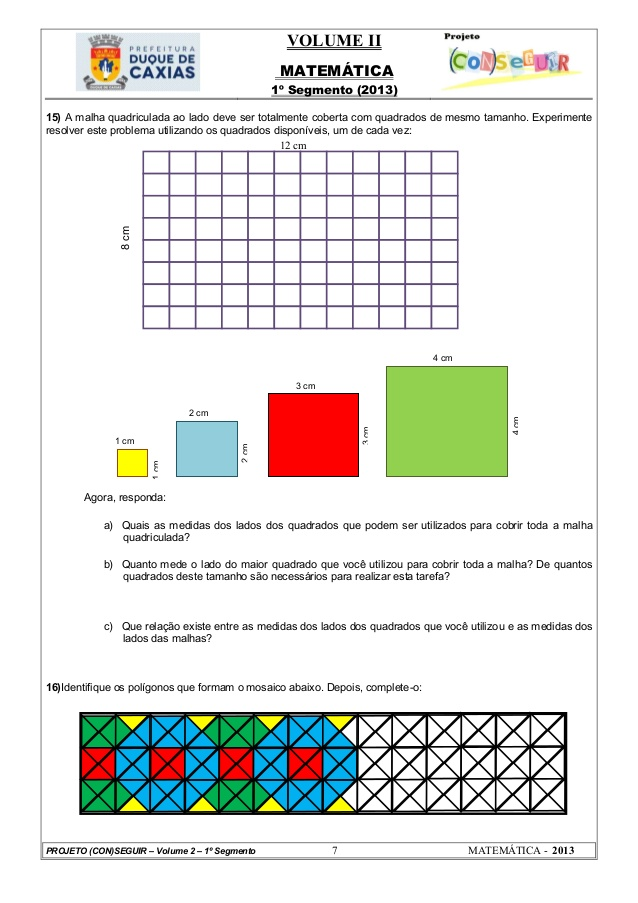 PREFEITURA
DUQUE DE
CAXIAS
VOLUME II
MATEMÁTICA
1º Segmento (2013)
Projeto
(CON)SEGUIR
15) A malha quadriculada ao lado deve ser totalmente coberta com quadrados de mesmo tamanho. Experimente
resolver este problema utilizando os quadrados disponíveis, um de cada vez:
12 cm
8 cm
4 cm
3 cm
2 cm
1 cm
4 cm
3 cm
2 cm
1 cm
Agora, responda:
a) Quais as medidas dos lados dos quadrados que podem ser utilizados para cobrir toda a malha
quadriculada?
b) Quanto mede o lado do maior quadrado que você utilizou para cobrir toda a malha? De quantos
quadrados deste tamanho são necessários para realizar esta tarefa?
c) Que relação existe entre as medidas dos lados dos quadrados que você utilizou e as medidas dos
lados das malhas?
16)Identifique os polígonos que formam o mosaico abaixo. Depois, complete-o:
PROJETO (CON)SEGUIR – Volume 2 – 1º Segmento 7 MATEMÁTICA - 2013